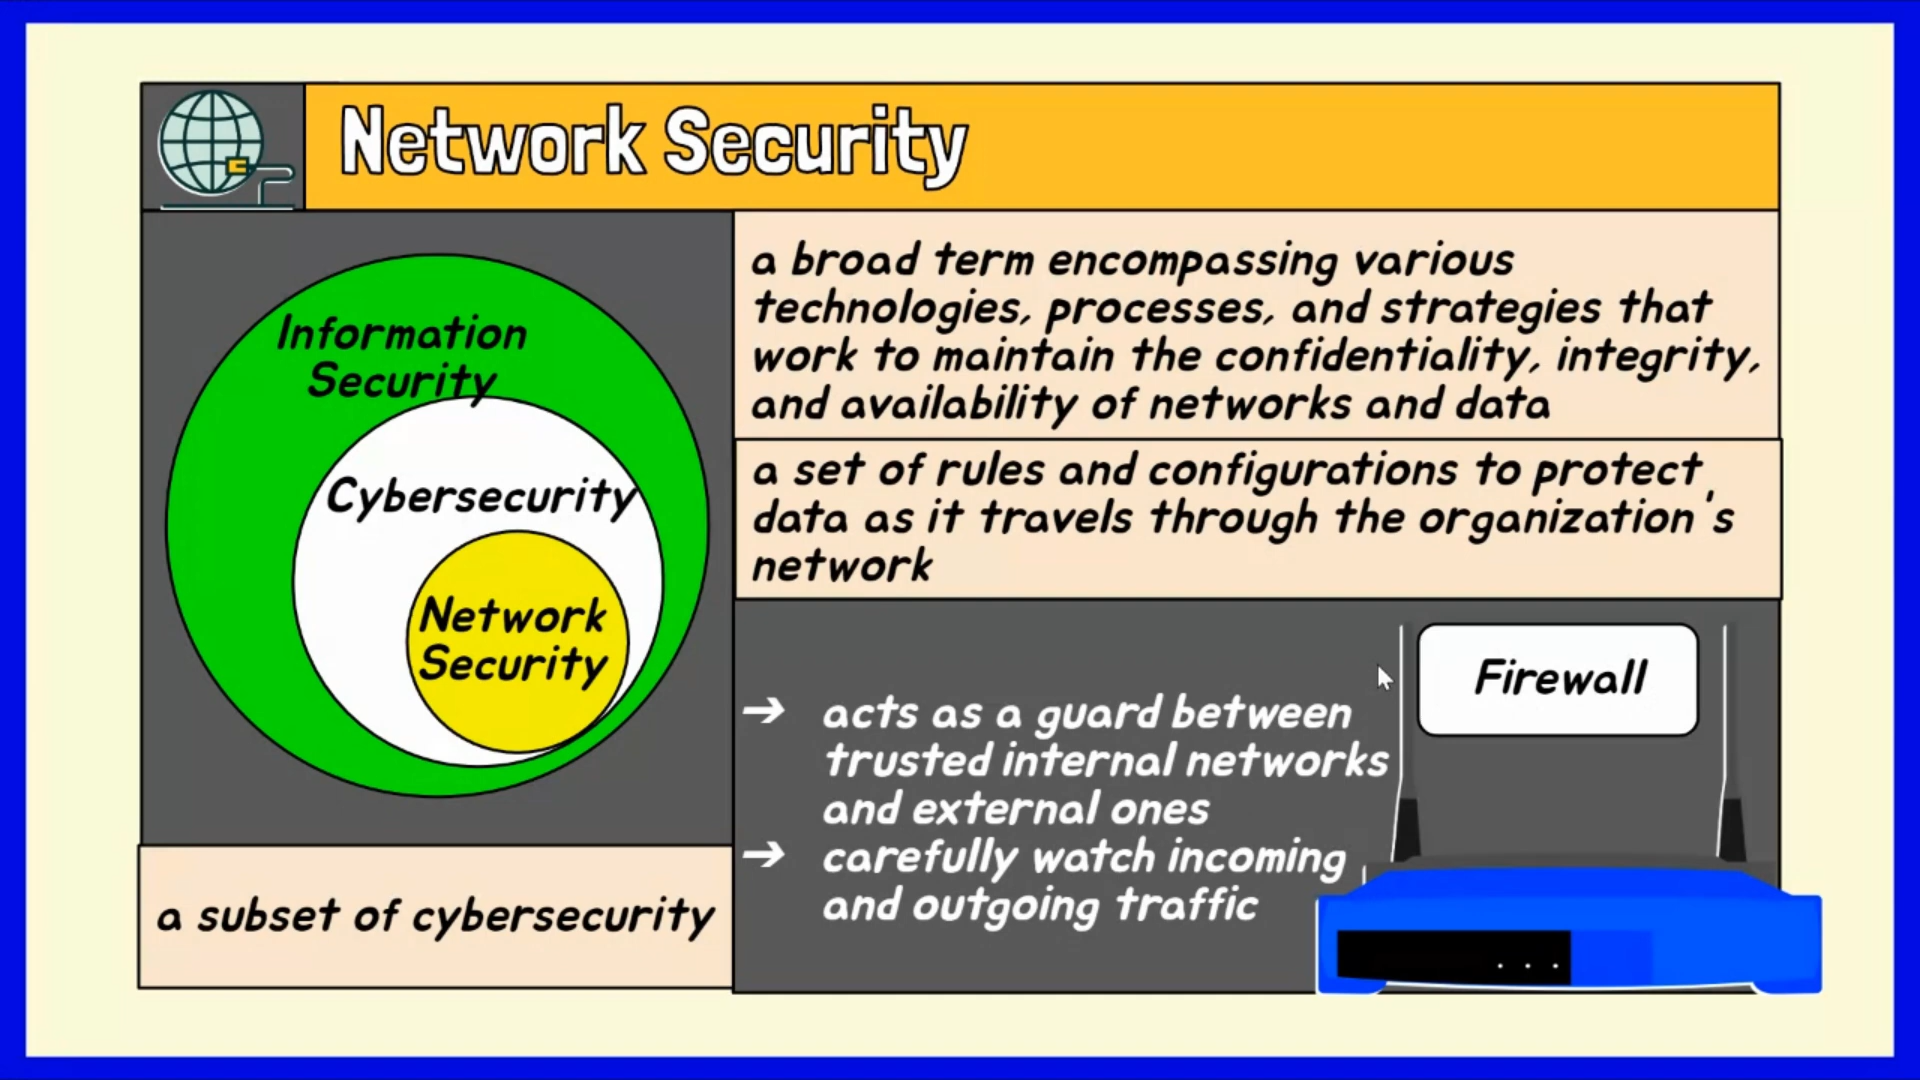 Network Security
Information
Security
Cybersecurity
Network
Security
a subset of cybersecurity
a broad term encompassing various
technologies, processes, and strategies that
work to maintain the confidentiality, integrity,
and availability of networks and data
a set of rules and configurations to protect
data as it travels through the organization's
network
➔ acts as a guard between
trusted internal networks
and external ones
➔ carefully watch incoming
and outgoing traffic
Firewall